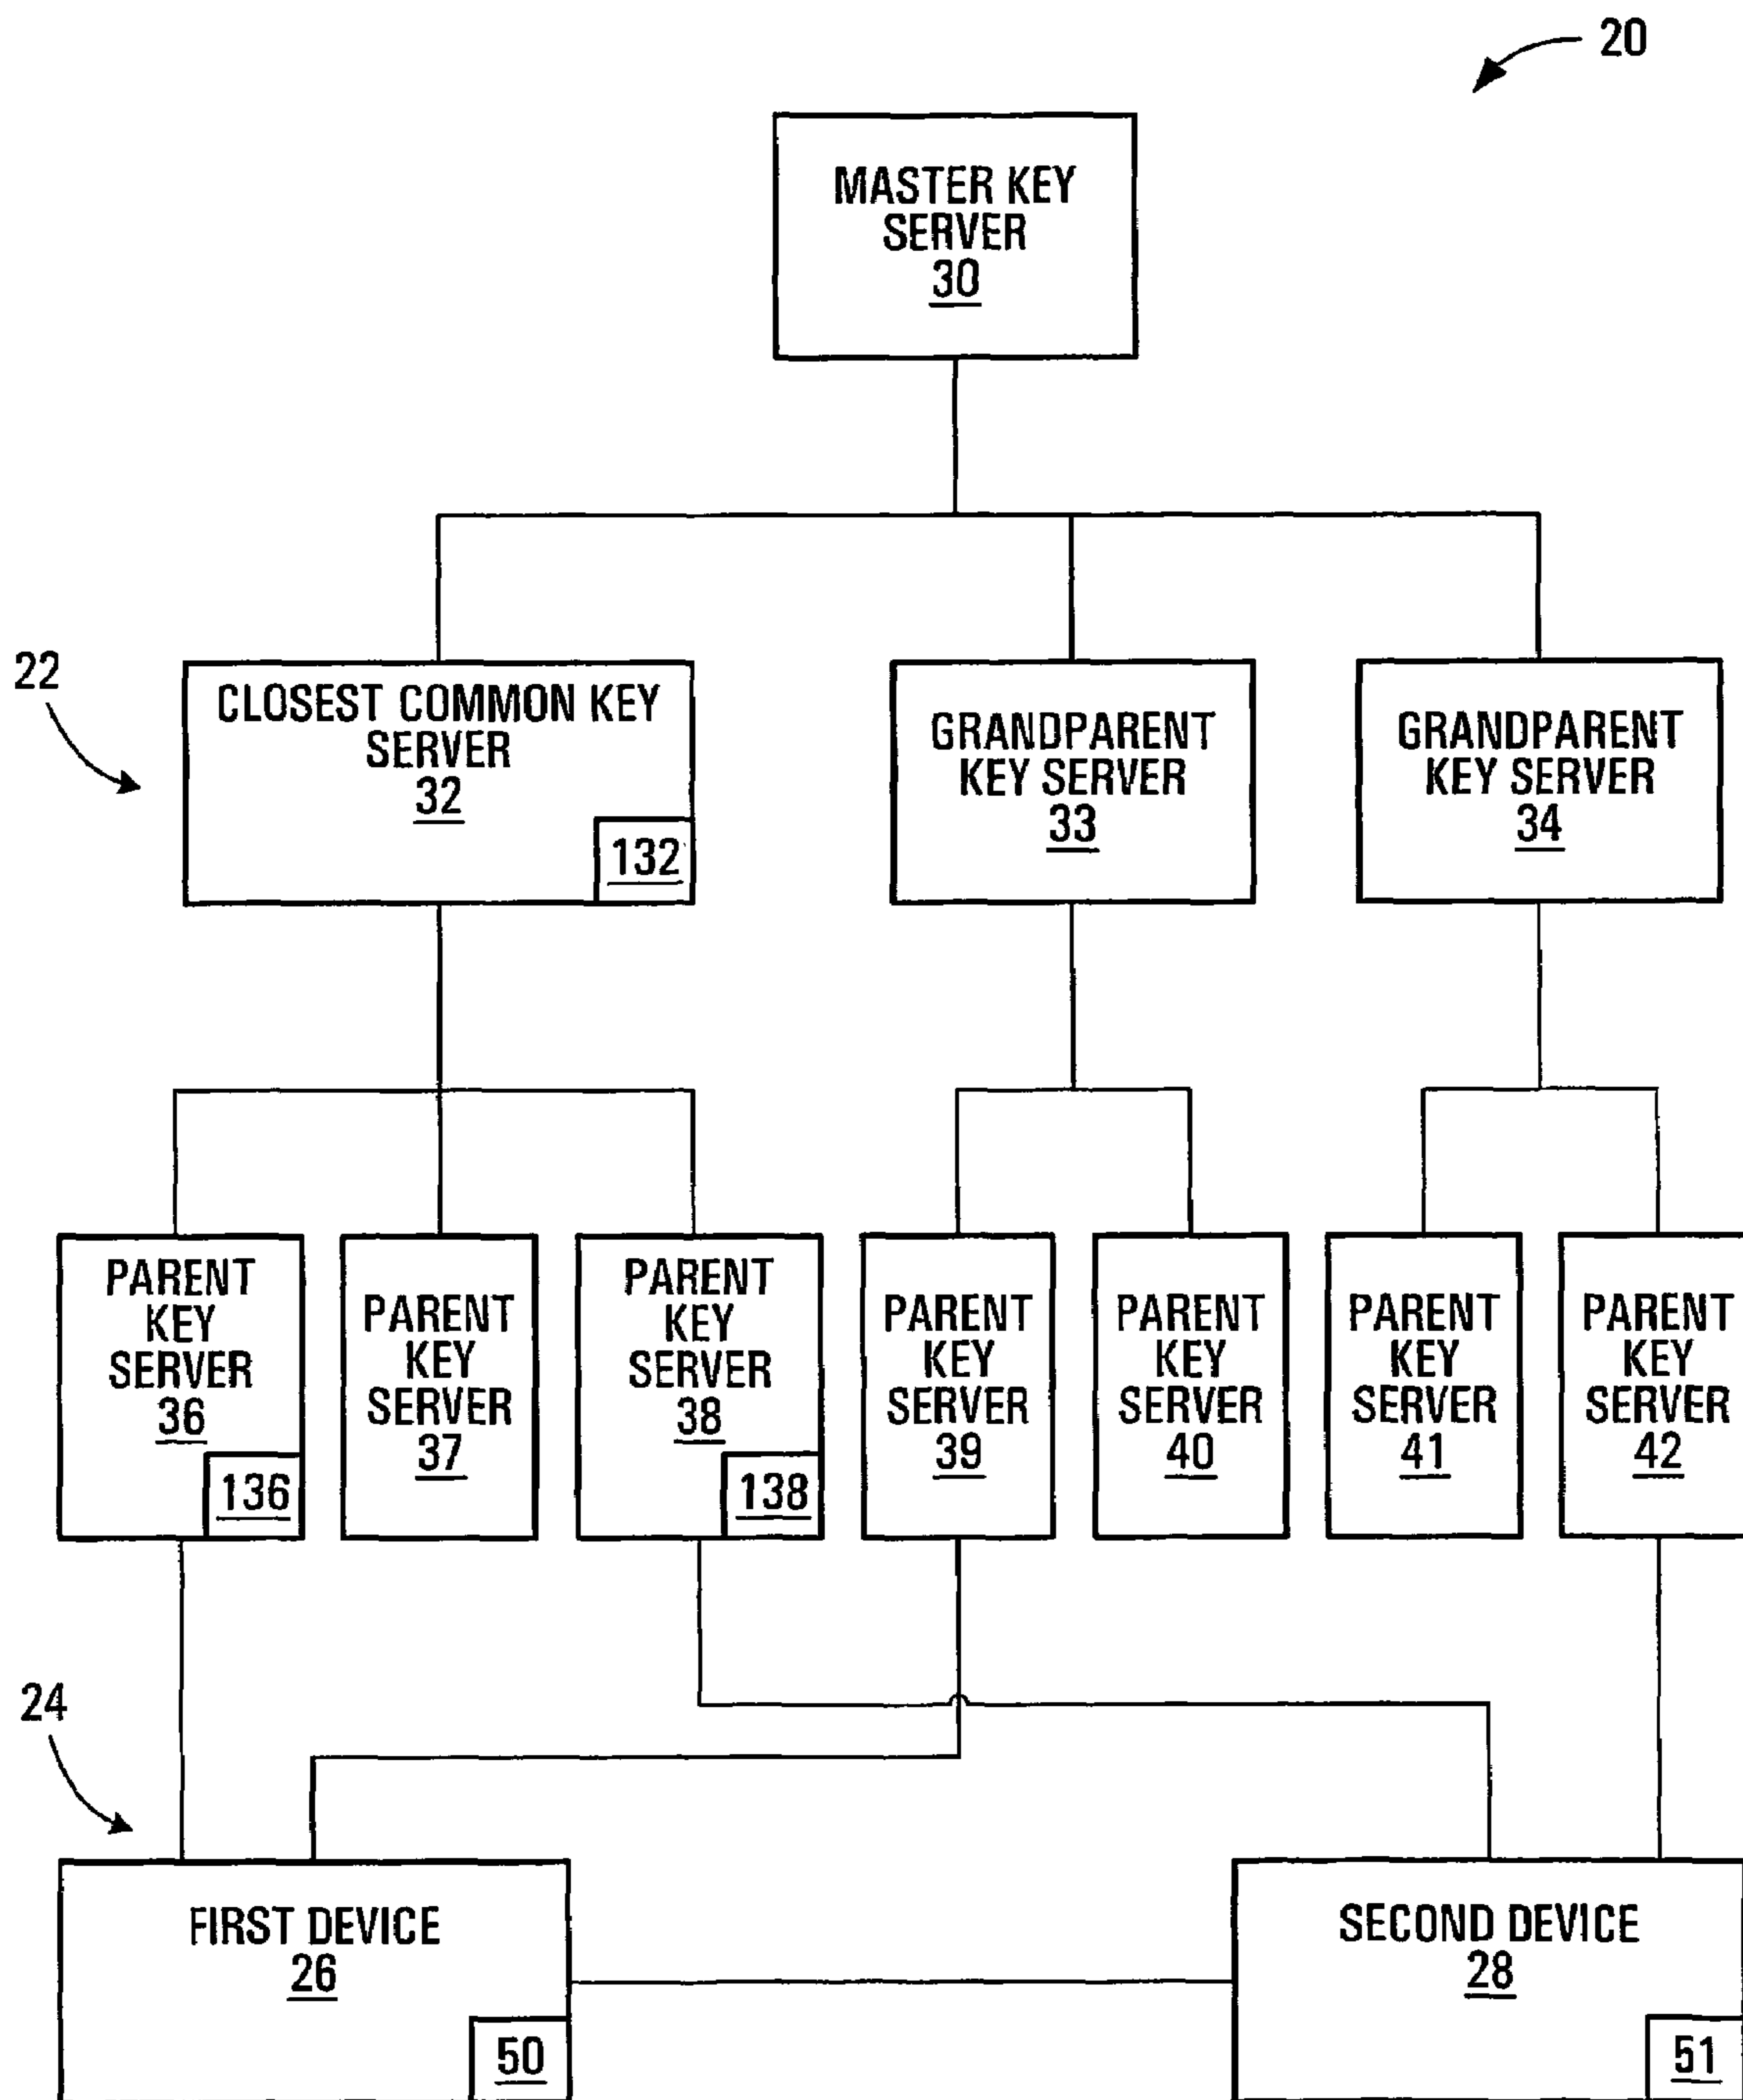 20
MASTER KEY
SERVER
30
22
CLOSEST COMMON KEY
SERVER
32
132
GRANDPARENT
KEY SERVER
33
GRANDPARENT
KEY SERVER
34
PARENT
KEY
SERVER
36
136
PARENT
KEY
SERVER
37
PARENT
KEY
SERVER
38
138
PARENT
KEY
SERVER
39
PARENT
KEY
SERVER
40
PARENT
KEY
SERVER
41
PARENT
KEY
SERVER
42
24
FIRST DEVICE
26
50
SECOND DEVICE
28
51